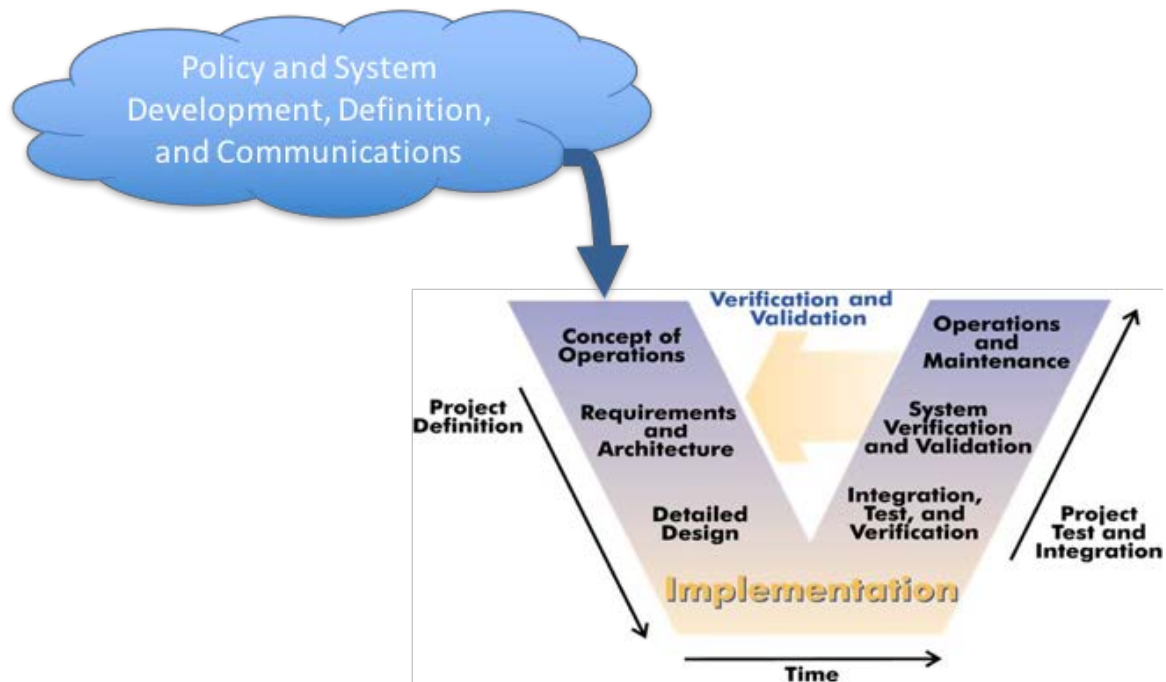 Policy and System
Development, Definition,
and Communications
Verification and
Validation
Concept of
Operations
Operations
and
Maintenance
Project
Definition
Requirements
and
Architecture
System
Verification
and Validation
Detailed
Design
Integration,
Test, and
Verification
Project
Test and
Integration
Implementation
Time